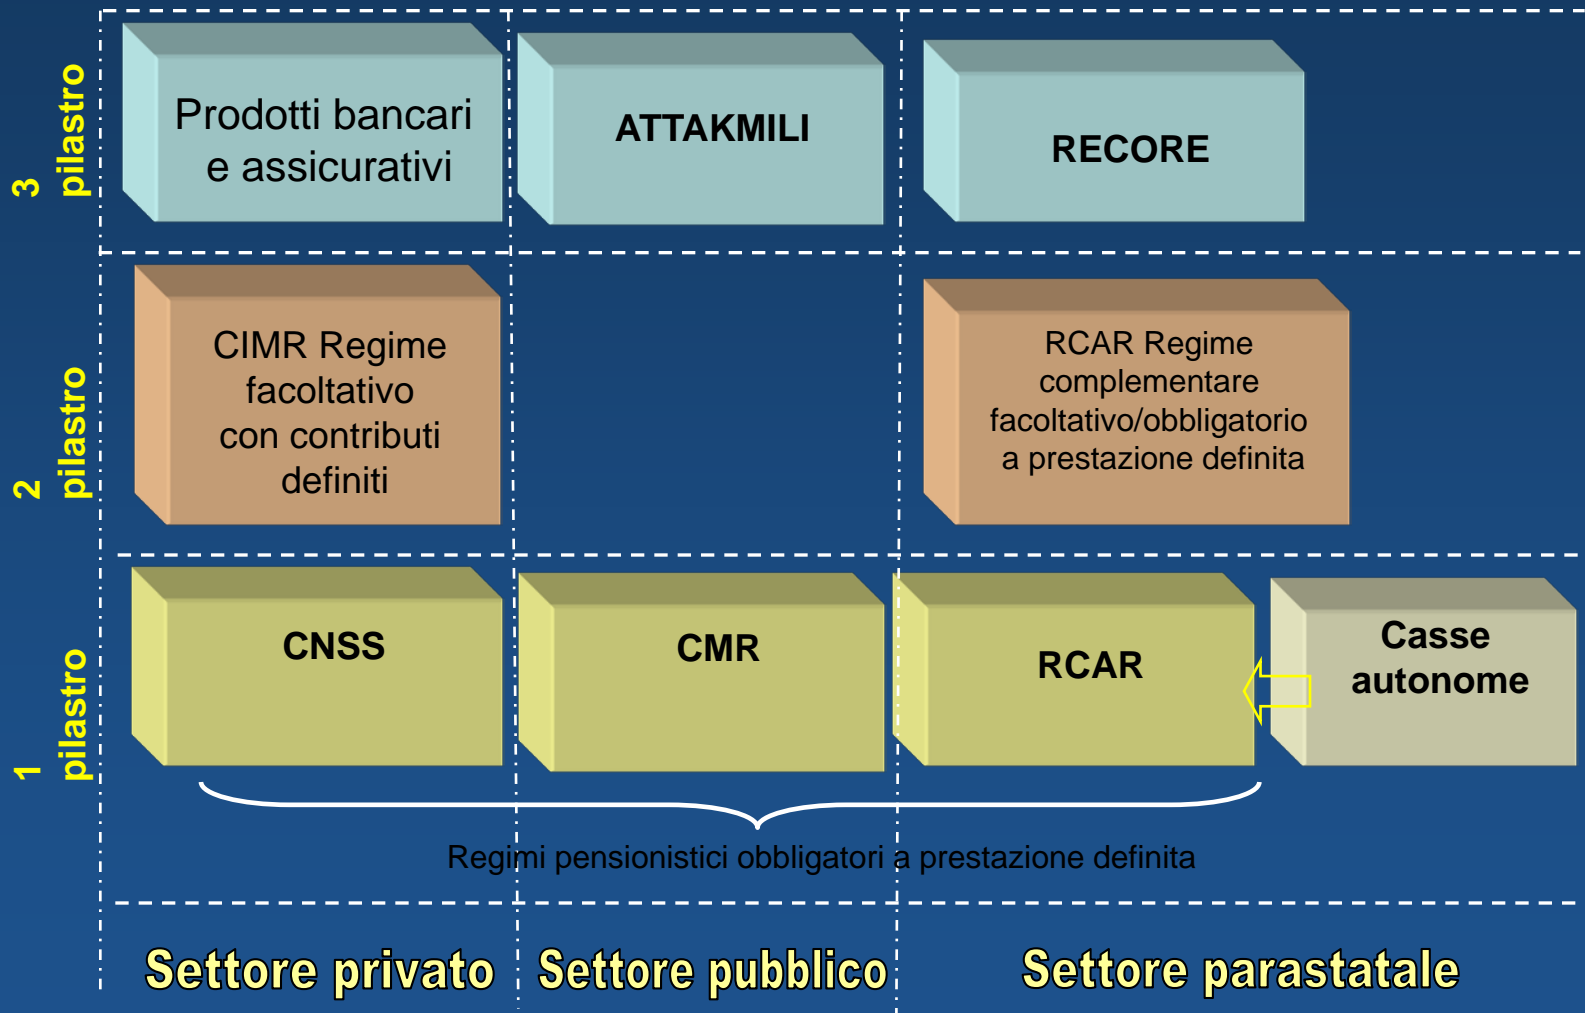 3
pilastro
Prodotti bancari
e assicurativi
ATTAKMILI
RECORE
2
pilastro
CIMR Regime
facoltativo
con contributi
definiti
RCAR Regime
complementare
facoltativo/obbligatorio
a prestazione definita
1
pilastro
CNSS
CMR
RCAR
Casse
autonome
Regimi pensionistici obbligatori a prestazione definita
Settore privato
Settore pubblico
Settore parastatale